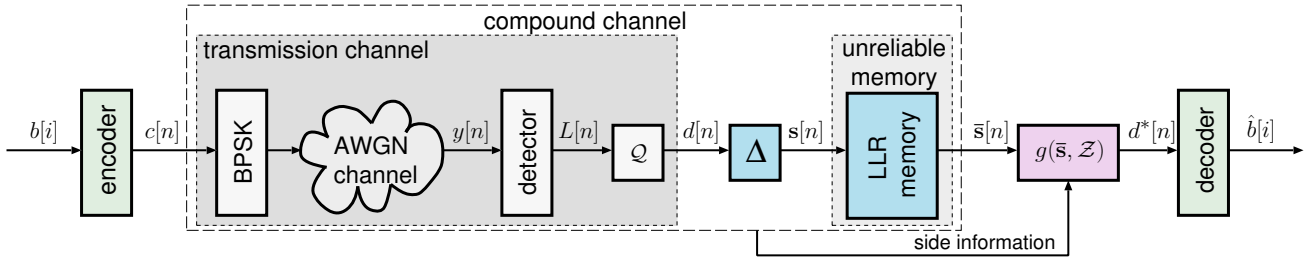 compound channel
transmission channel
unreliable
memory
b[i]
encoder
c[n]
BPSK
AWGN
channel
y[n]
detector
L[n]
Q
d[n]
Δ
s[n]
LLR
memory
s̄[n]
g(s̄, Z)
d*[n]
decoder
b̂[i]
side information